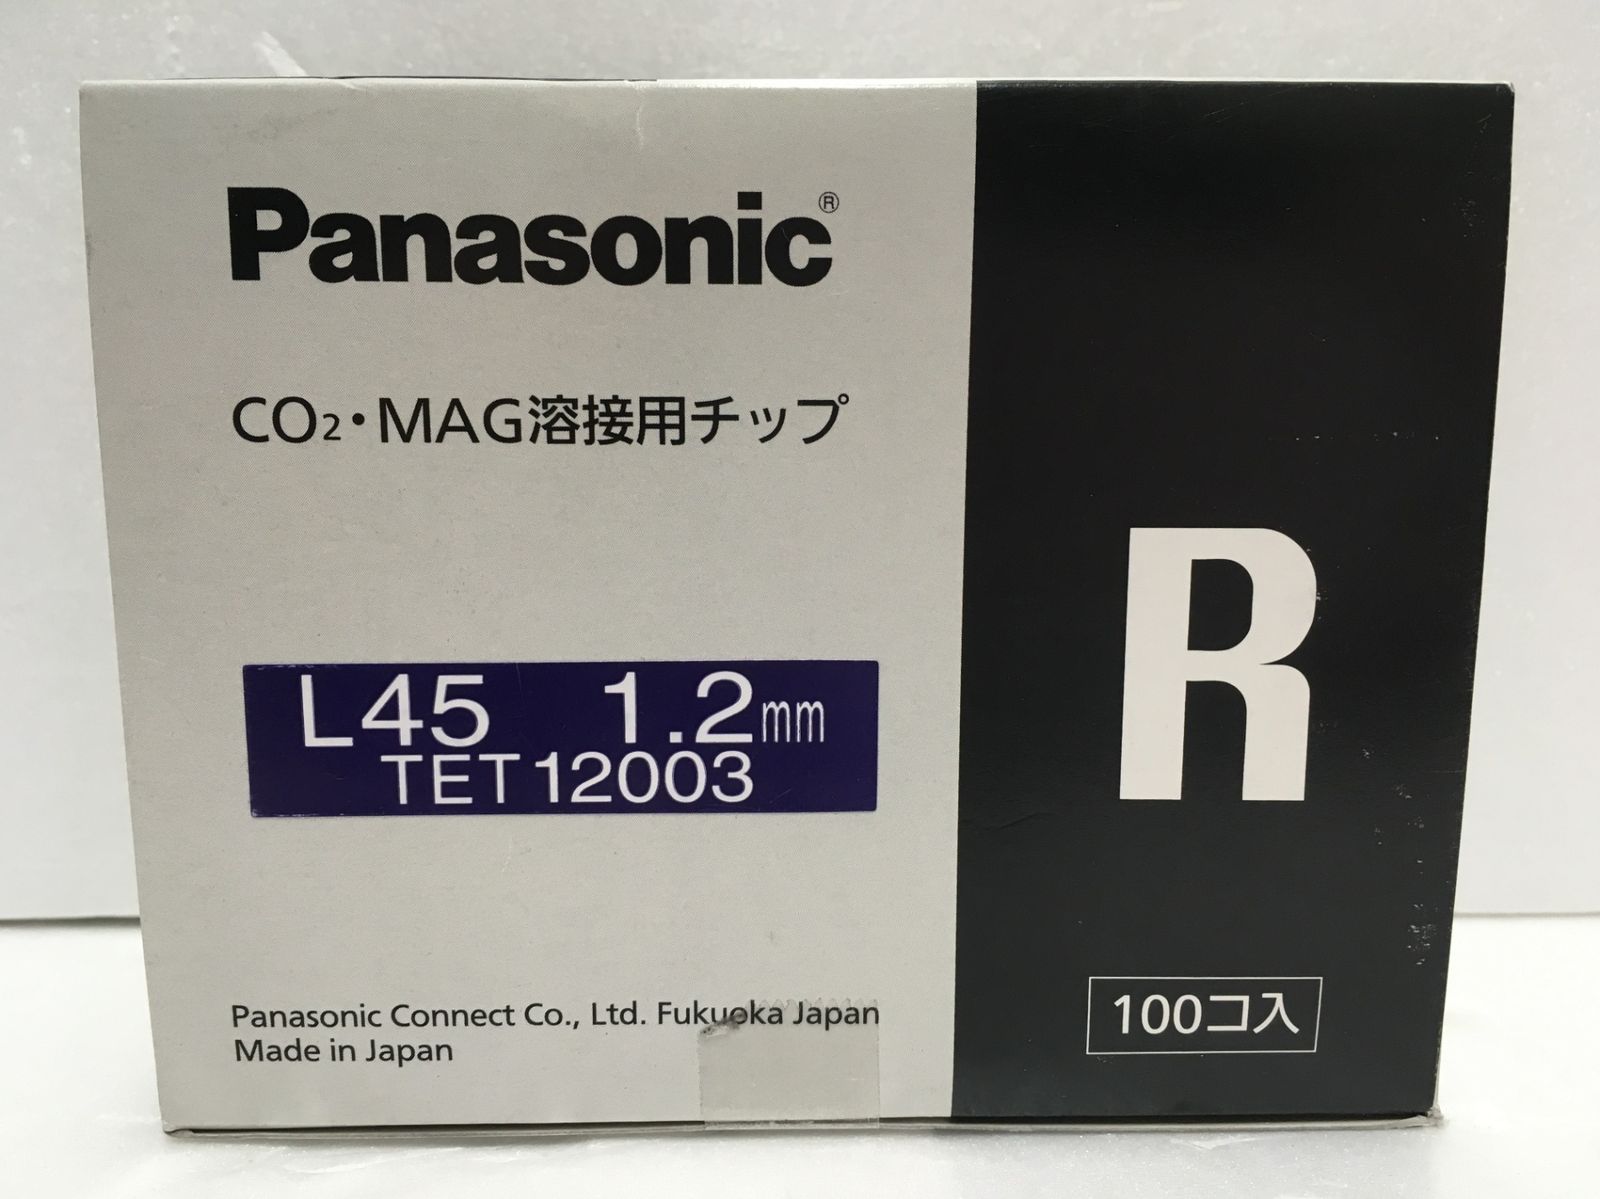 Panasonic®
CO₂・MAG溶接用チップ
L45 1.2mm
TET12003
R
Panasonic Connect Co., Ltd. Fukuoka Japan
Made in Japan
100コ入